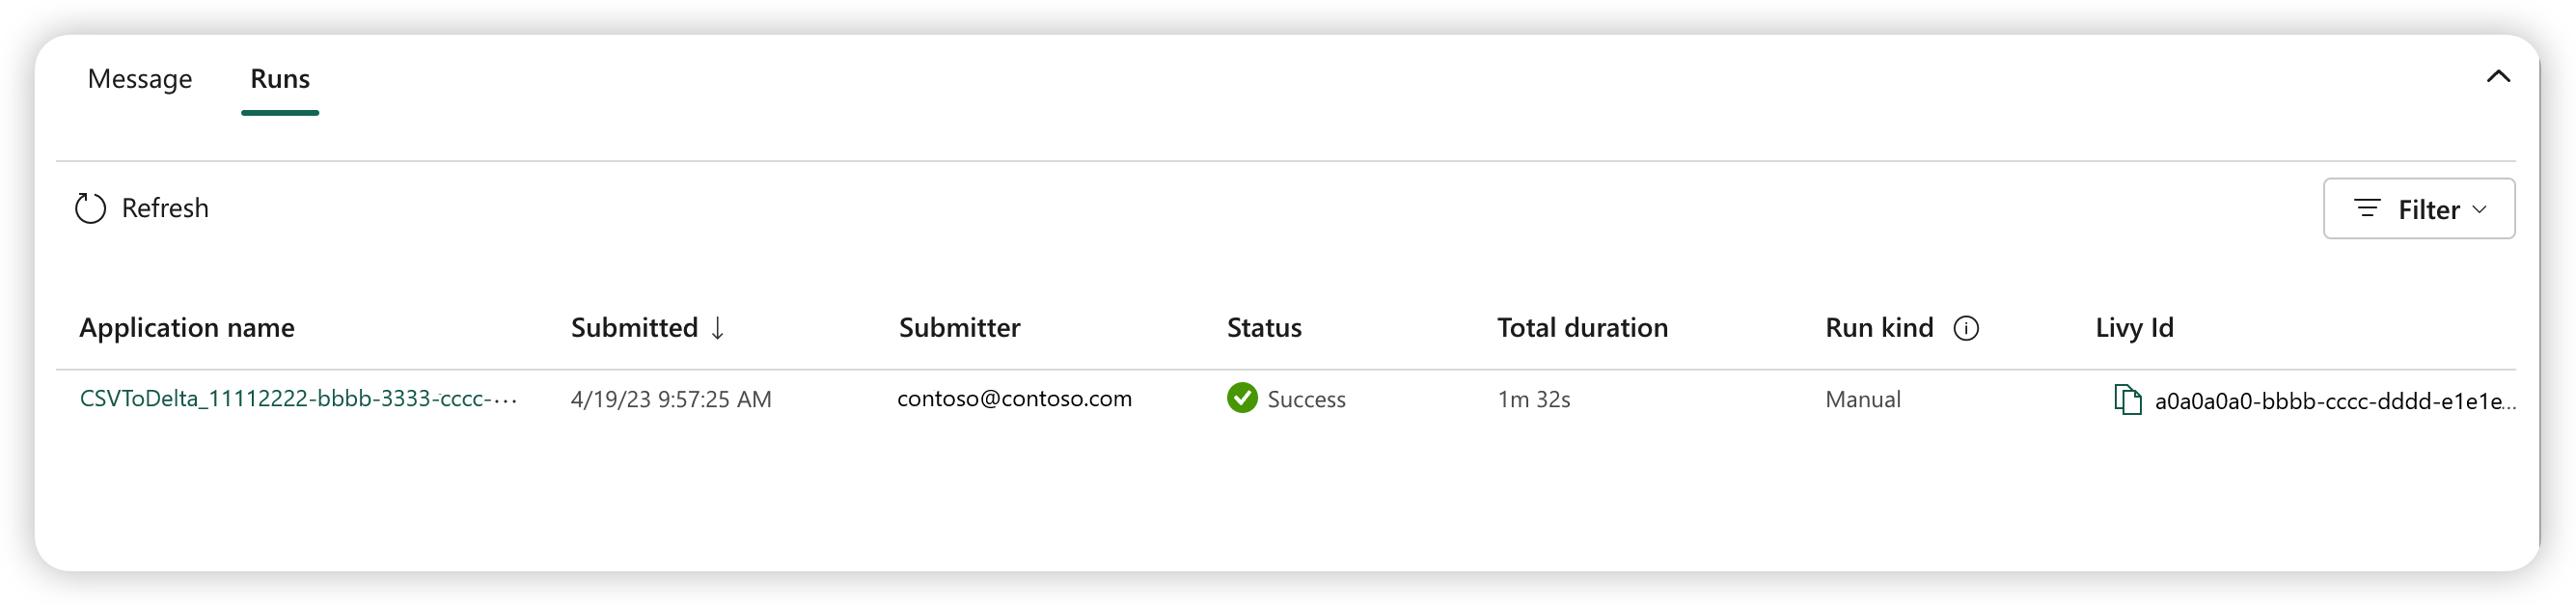 Message Runs
Refresh Filter
Application name Submitted ↓ Submitter Status Total duration Run kind Livy Id
CSVToDelta_11112222-bbbb-3333-cccc-··· 4/19/23 9:57:25 AM contoso@contoso.com Success 1m 32s Manual a0a0a0a0-bbbb-cccc-dddd-e1e1e...